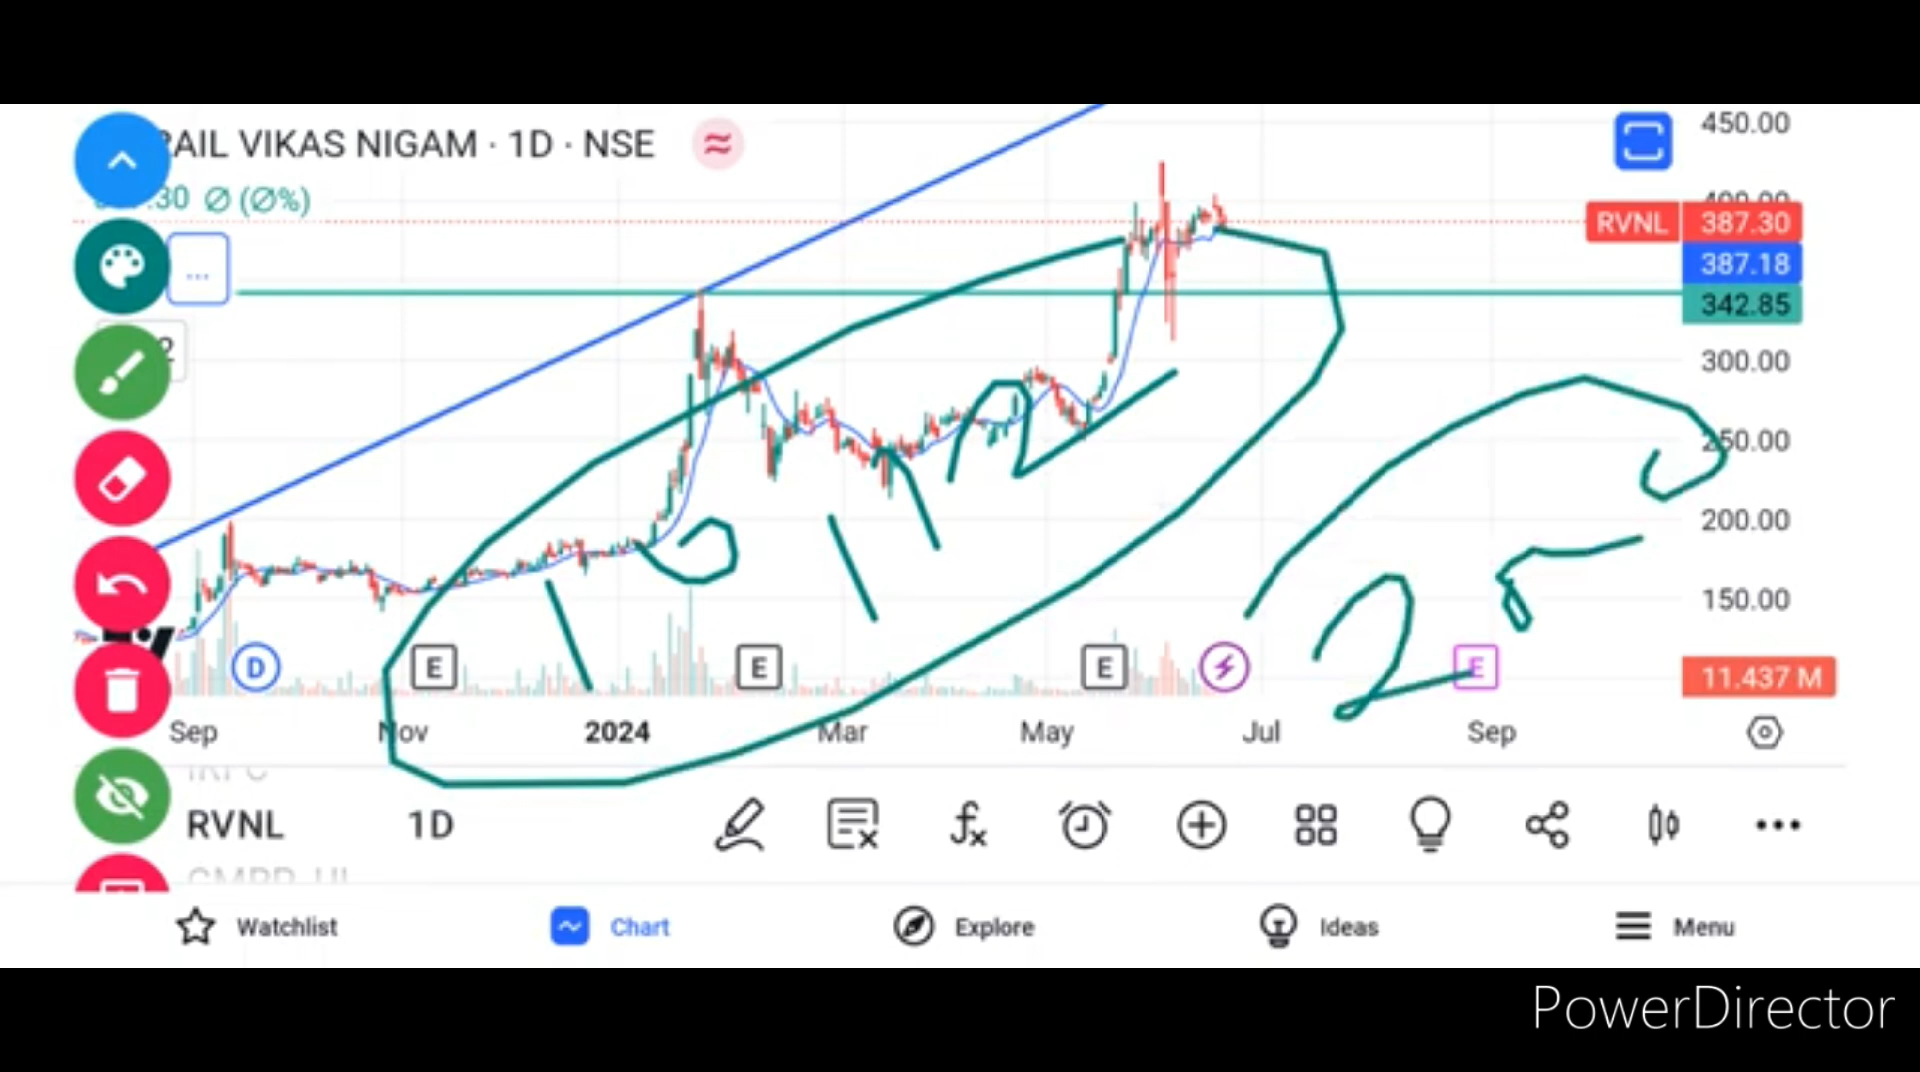 RAIL VIKAS NIGAM · 1D · NSE
.30 ∅ (∅%)
450.00
400.00
RVNL 387.30
387.18
342.85
300.00
250.00
200.00
150.00
11.437 M
D E E E E
Sep Nov 2024 Mar May Jul Sep
RVNL 1D
Watchlist Chart Explore Ideas Menu
PowerDirector